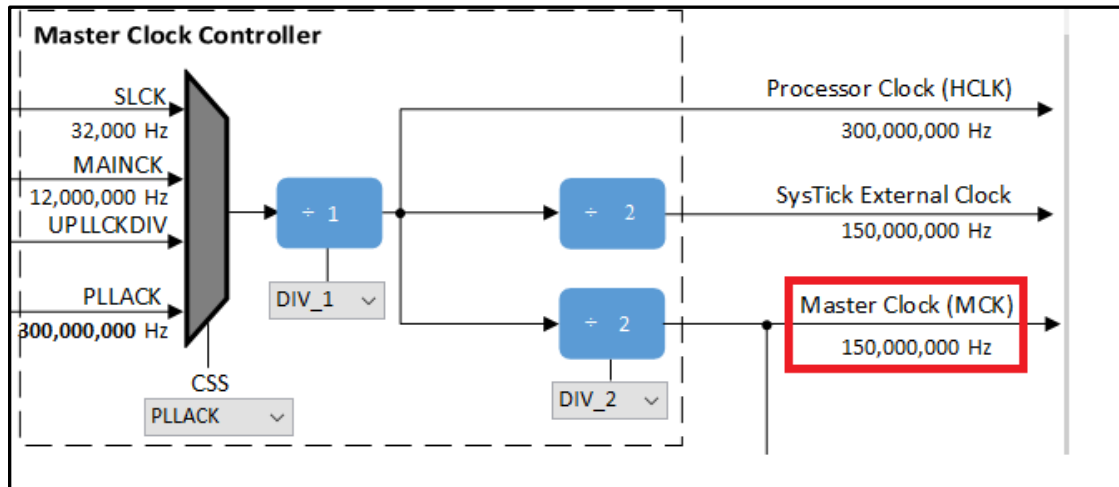 Master Clock Controller
SLCK
32,000 Hz
MAINCK
12,000,000 Hz
UPLLCKDIV
PLLACK
300,000,000 Hz
CSS
PLLACK
÷ 1
DIV_1
÷ 2
÷ 2
DIV_2
Processor Clock (HCLK)
300,000,000 Hz
SysTick External Clock
150,000,000 Hz
Master Clock (MCK)
150,000,000 Hz